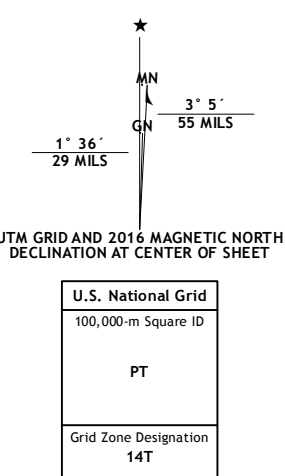 ★
MN
3° 5´
55 MILS
GN
1° 36´
29 MILS
UTM GRID AND 2016 MAGNETIC NORTH
DECLINATION AT CENTER OF SHEET
U.S. National Grid
100,000-m Square ID
PT
Grid Zone Designation
14T